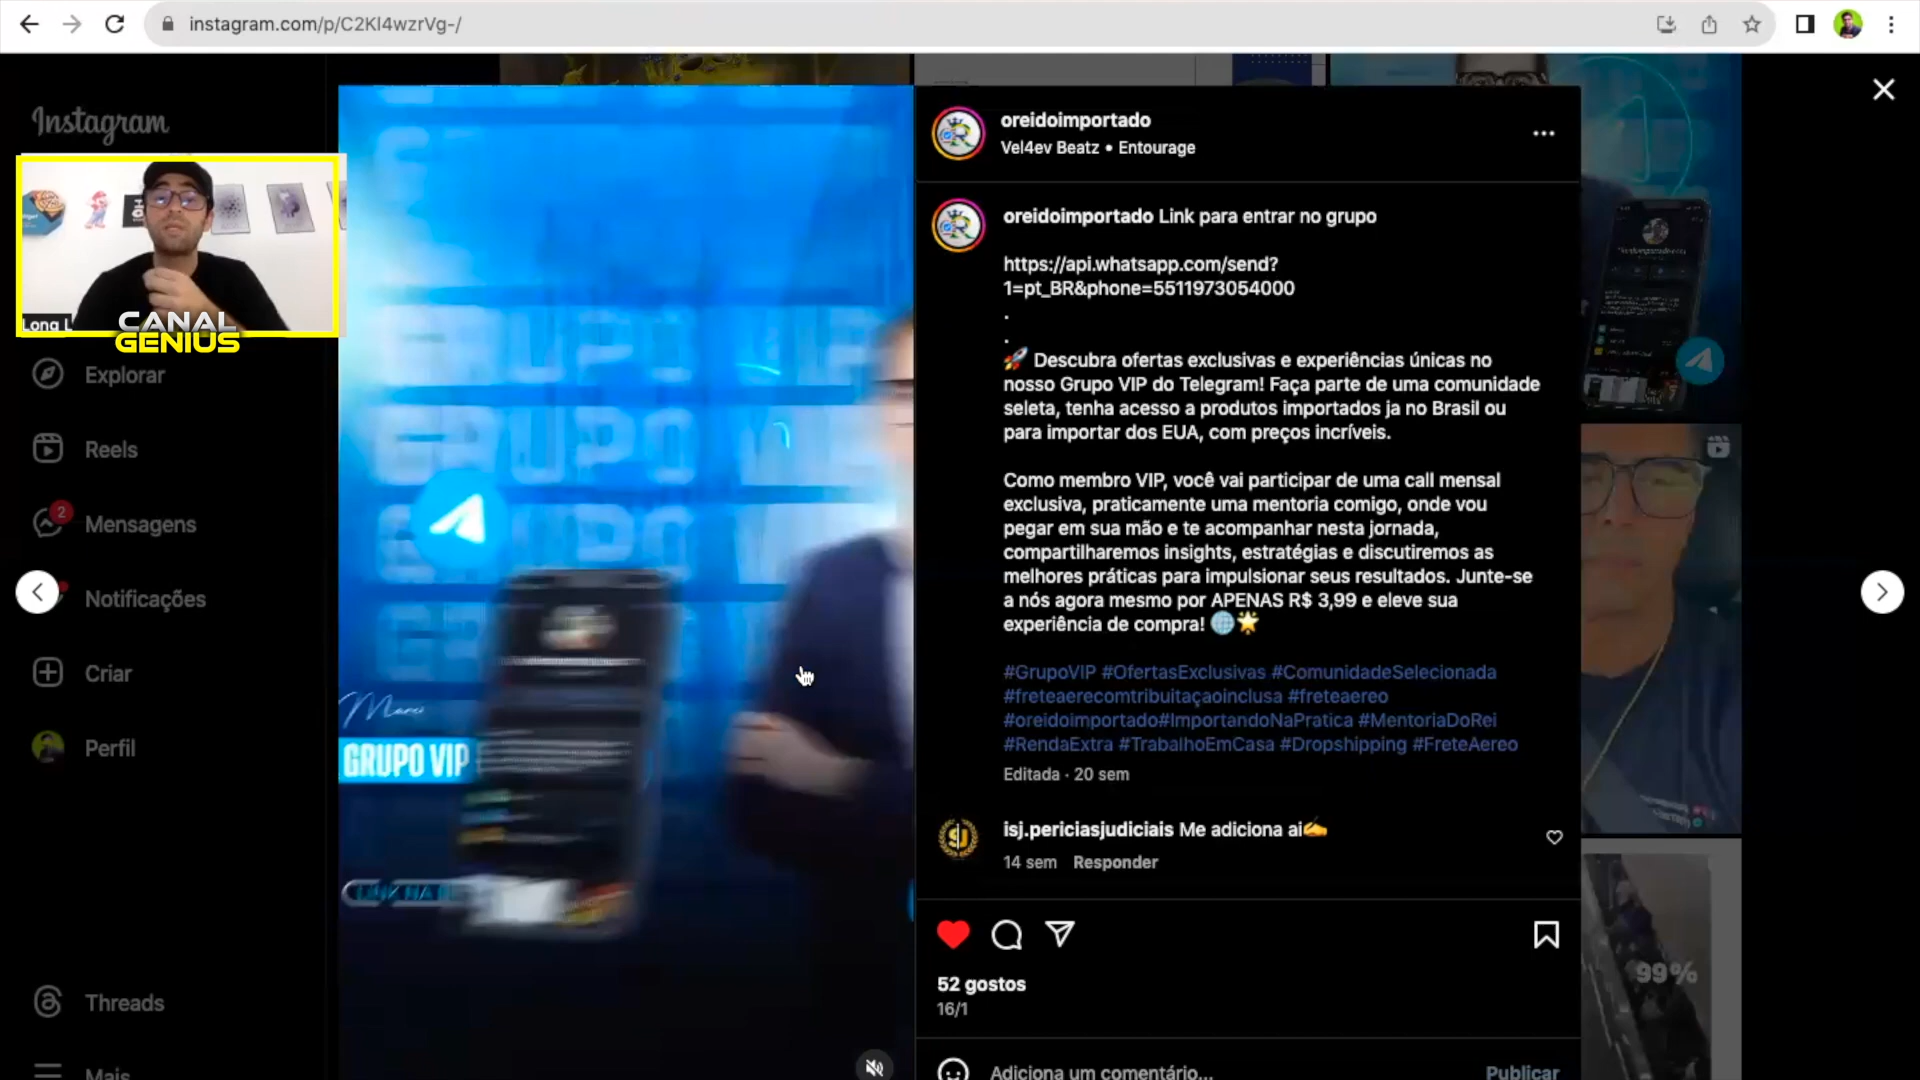 instagram.com/p/C2Kl4wzrVg-/
Instagram
CANAL
GENIUS
Explorar
Reels
2
Mensagens
Notificações
Criar
Perfil
Threads
Mais
GRUPO VIP
GRUPO
GRUPO
GRUPO VIP
oreidoimportado
Vel4ev Beatz • Entourage
oreidoimportado Link para entrar no grupo
https://api.whatsapp.com/send?
1=pt_BR&phone=5511973054000
.
.
🚀 Descubra ofertas exclusivas e experiências únicas no
nosso Grupo VIP do Telegram! Faça parte de uma comunidade
seleta, tenha acesso a produtos importados ja no Brasil ou
para importar dos EUA, com preços incríveis.
Como membro VIP, você vai participar de uma call mensal
exclusiva, praticamente uma mentoria comigo, onde vou
pegar em sua mão e te acompanhar nesta jornada,
compartilharemos insights, estratégias e discutiremos as
melhores práticas para impulsionar seus resultados. Junte-se
a nós agora mesmo por APENAS R$ 3,99 e eleve sua
experiência de compra! 🌐🌟
#GrupoVIP #OfertasExclusivas #ComunidadeSelecionada
#freteaerecomtribuitaçaoinclusa #freteaereo
#oreidoimportado#ImportandoNaPratica #MentoriaDoRei
#RendaExtra #TrabalhoEmCasa #Dropshipping #FreteAereo
Editada · 20 sem
isj.periciasjudiciais Me adiciona ai✍️
14 sem Responder
52 gostos
16/1
Adiciona um comentário...
Publicar
99%